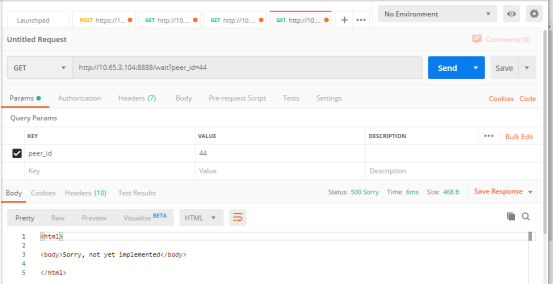 Launchpad
POST https://1...
GET http://10....
GET http://10....
GET http://10....
+
•••
No Environment
Untitled Request
Comments (0)
GET
http://10.65.3.104:8888/wait?peer_id=44
Send
Save
Params
Authorization
Headers (7)
Body
Pre-request Script
Tests
Settings
Cookies
Code
Query Params
KEY
VALUE
DESCRIPTION
•••
Bulk Edit
peer_id
44
Key
Value
Description
Body
Cookies
Headers (10)
Test Results
Status: 500 Sorry
Time: 6ms
Size: 468 B
Save Response
Pretty
Raw
Preview
Visualize BETA
HTML
1 <html>
2
3 <body>Sorry, not yet implemented</body>
4
5 </html>